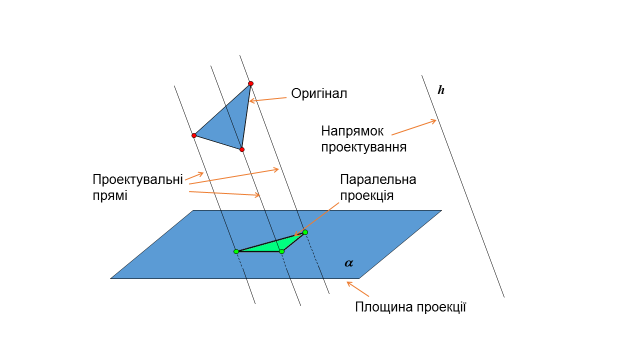 h
Оригінал
Напрямок
проектування
Проектувальні
прямі
Паралельна
проекція
α
Площина проекції